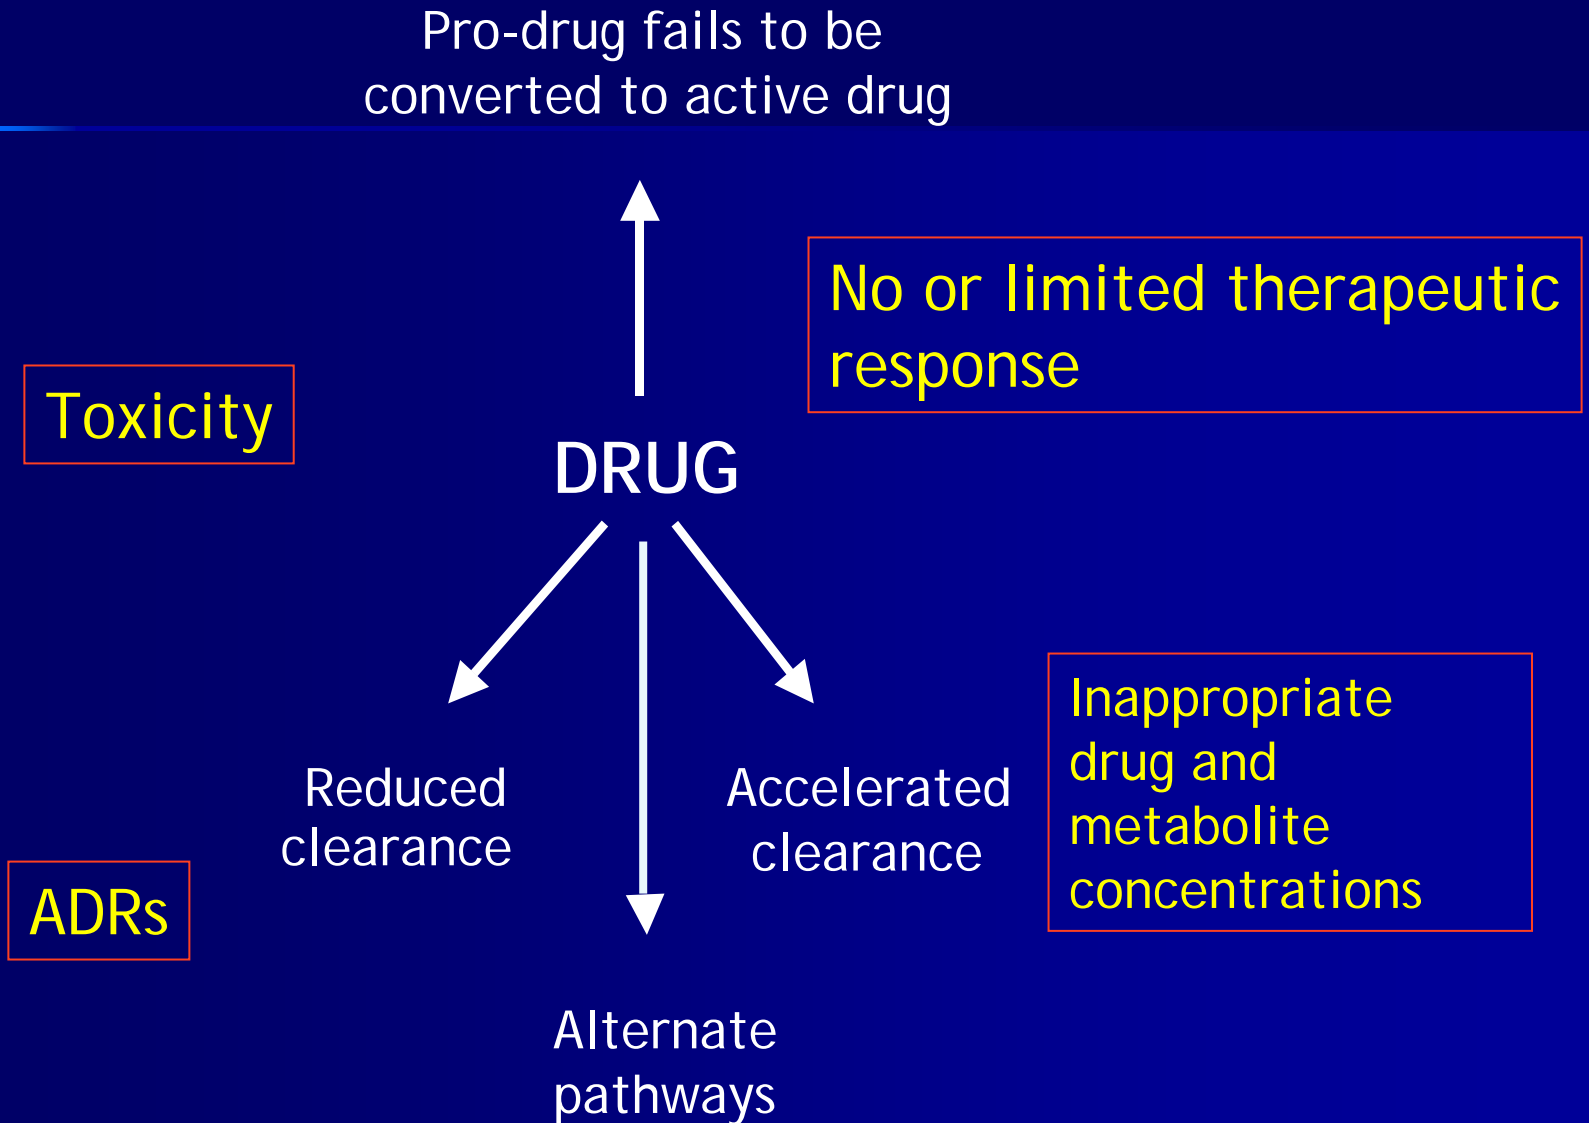 Pro-drug fails to be
converted to active drug
No or limited therapeutic
response
Toxicity
DRUG
Reduced
clearance
Accelerated
clearance
Inappropriate
drug and
metabolite
concentrations
ADRs
Alternate
pathways